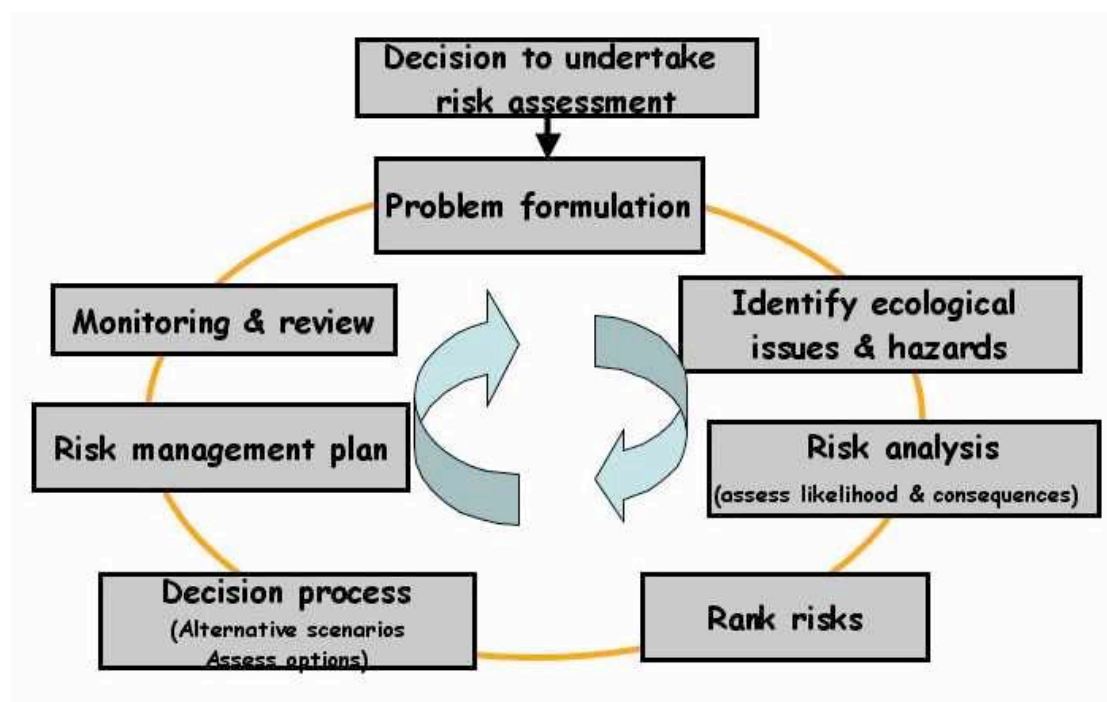 Decision to undertake
risk assessment
Problem formulation
Identify ecological
issues & hazards
Risk analysis
(assess likelihood & consequences)
Rank risks
Decision process
(Alternative scenarios
Assess options)
Risk management plan
Monitoring & review